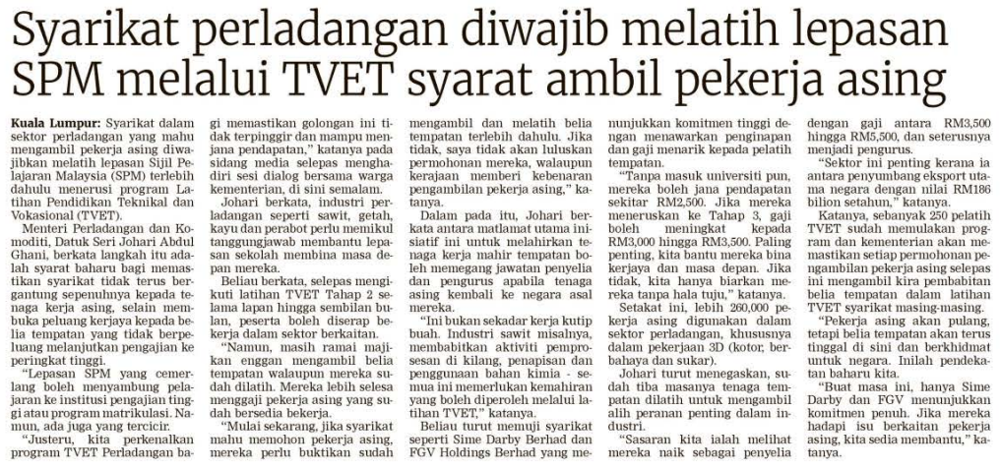 Syarikat perladangan diwajib melatih lepasan
SPM melalui TVET syarat ambil pekerja asing
Kuala Lumpur: Syarikat dalam
sektor perladangan yang mahu
mengambil pekerja asing diwa-
jibkan melatih lepasan Sijil Pe-
lajaran Malaysia (SPM) terlebih
dahulu menerusi program La-
tihan Pendidikan Teknikal dan
Vokasional (TVET).
Menteri Perladangan dan Ko-
moditi, Datuk Seri Johari Abdul
Ghani, berkata langkah itu ada-
lah syarat baharu bagi memas-
tikan syarikat tidak terus ber-
gantung sepenuhnya kepada te-
naga kerja asing, selain mem-
buka peluang kerjaya kepada be-
lia tempatan yang tidak berpe-
luang melanjutkan pengajian ke
peringkat tinggi.
"Lepasan SPM yang cemer-
lang boleh menyambung pela-
jaran ke institusi pengajian ting-
gi atau program matrikulasi. Na-
mun, ada juga yang tercicir.
"Justeru, kita perkenalkan
program TVET Perladangan ba-
gi memastikan golongan ini ti-
dak terpinggir dan mampu men-
jana pendapatan," katanya pada
sidang media selepas mengha-
diri sesi dialog bersama warga
kementerian, di sini semalam.
Johari berkata, industri per-
ladangan seperti sawit, getah,
kayu dan perabot perlu memikul
tanggungjawab membantu lepa-
san sekolah membina masa de-
pan mereka.
Beliau berkata, selepas mengi-
kuti latihan TVET Tahap 2 se-
lama lapan hingga sembilan bu-
lan, peserta boleh diserap be-
kerja dalam sektor berkaitan.
"Namun, masih ramai maji-
kan enggan mengambil belia
tempatan walaupun mereka su-
dah dilatih. Mereka lebih selesa
menggaji pekerja asing yang su-
dah bersedia bekerja.
"Mulai sekarang, jika syarikat
mahu memohon pekerja asing,
mereka perlu buktikan sudah
mengambil dan melatih belia
tempatan terlebih dahulu. Jika
tidak, saya tidak akan luluskan
permohonan mereka, walaupun
kerajaan memberi kebenaran
pengambilan pekerja asing," ka-
tanya.
Dalam pada itu, Johari ber-
kata antara matlamat utama ini-
siatif ini untuk melahirkan te-
naga kerja mahir tempatan bo-
leh memegang jawatan penyelia
dan pengurus apabila tenaga
asing kembali ke negara asal
mereka.
"Ini bukan sekadar kerja kutip
buah. Industri sawit misalnya,
membabitkan aktiviti pempro-
sesan di kilang, penapisan dan
penggunaan bahan kimia - se-
mua ini memerlukan kemahiran
yang boleh diperoleh melalui la-
tihan TVET," katanya.
Beliau turut memuji syarikat
seperti Sime Darby Berhad dan
FGV Holdings Berhad yang me-
nunjukkan komitmen tinggi de-
ngan menawarkan penginapan
dan gaji menarik kepada pelatih
tempatan.
"Tanpa masuk universiti pun,
mereka boleh jana pendapatan
sekitar RM2,500. Jika mereka
meneruskan ke Tahap 3, gaji
boleh meningkat kepada
RM3,000 hingga RM3,500. Paling
penting, kita bantu mereka bina
kerjaya dan masa depan. Jika
tidak, kita hanya biarkan me-
reka tanpa hala tuju," katanya.
Setakat ini, lebih 260,000 pe-
kerja asing digunakan dalam
sektor perladangan, khususnya
dalam pekerjaan 3D (kotor, ber-
bahaya dan sukar).
Johari turut menegaskan, su-
dah tiba masanya tenaga tem-
patan dilatih untuk mengambil
alih peranan penting dalam in-
dustri.
"Sasaran kita ialah melihat
mereka naik sebagai penyelia
dengan gaji antara RM3,500
hingga RM5,500, dan seterusnya
menjadi pengurus.
"Sektor ini penting kerana ia
antara penyumbang eksport uta-
ma negara dengan nilai RM186
bilion setahun," katanya.
Katanya, sebanyak 250 pelatih
TVET sudah memulakan prog-
ram dan kementerian akan me-
mastikan setiap permohonan pe-
ngambilan pekerja asing selepas
ini mengambil kira pembabitan
belia tempatan dalam latihan
TVET syarikat masing-masing.
"Pekerja asing akan pulang,
tetapi belia tempatan akan terus
tinggal di sini dan berkhidmat
untuk negara. Inilah pendeka-
tan baharu kita.
"Buat masa ini, hanya Sime
Darby dan FGV menunjukkan
komitmen penuh. Jika mereka
hadapi isu berkaitan pekerja
asing, kita sedia membantu," ka-
tanya.